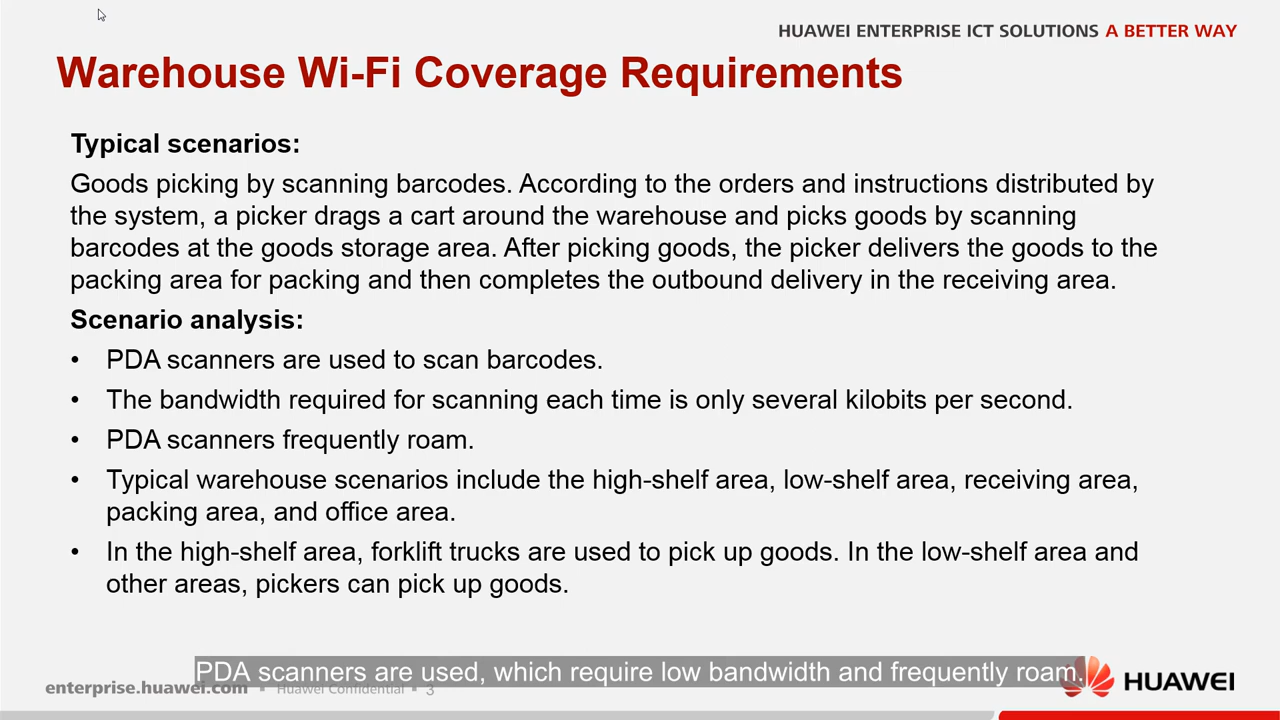 HUAWEI ENTERPRISE ICT SOLUTIONS A BETTER WAY
Warehouse Wi-Fi Coverage Requirements
Typical scenarios:
Goods picking by scanning barcodes. According to the orders and instructions distributed by
the system, a picker drags a cart around the warehouse and picks goods by scanning
barcodes at the goods storage area. After picking goods, the picker delivers the goods to the
packing area for packing and then completes the outbound delivery in the receiving area.
Scenario analysis:
• PDA scanners are used to scan barcodes.
• The bandwidth required for scanning each time is only several kilobits per second.
• PDA scanners frequently roam.
• Typical warehouse scenarios include the high-shelf area, low-shelf area, receiving area,
packing area, and office area.
• In the high-shelf area, forklift trucks are used to pick up goods. In the low-shelf area and
other areas, pickers can pick up goods.
PDA scanners are used, which require low bandwidth and frequently roam.
enterprise.huawei.com ▪ Huawei Confidential ▪ 3
HUAWEI